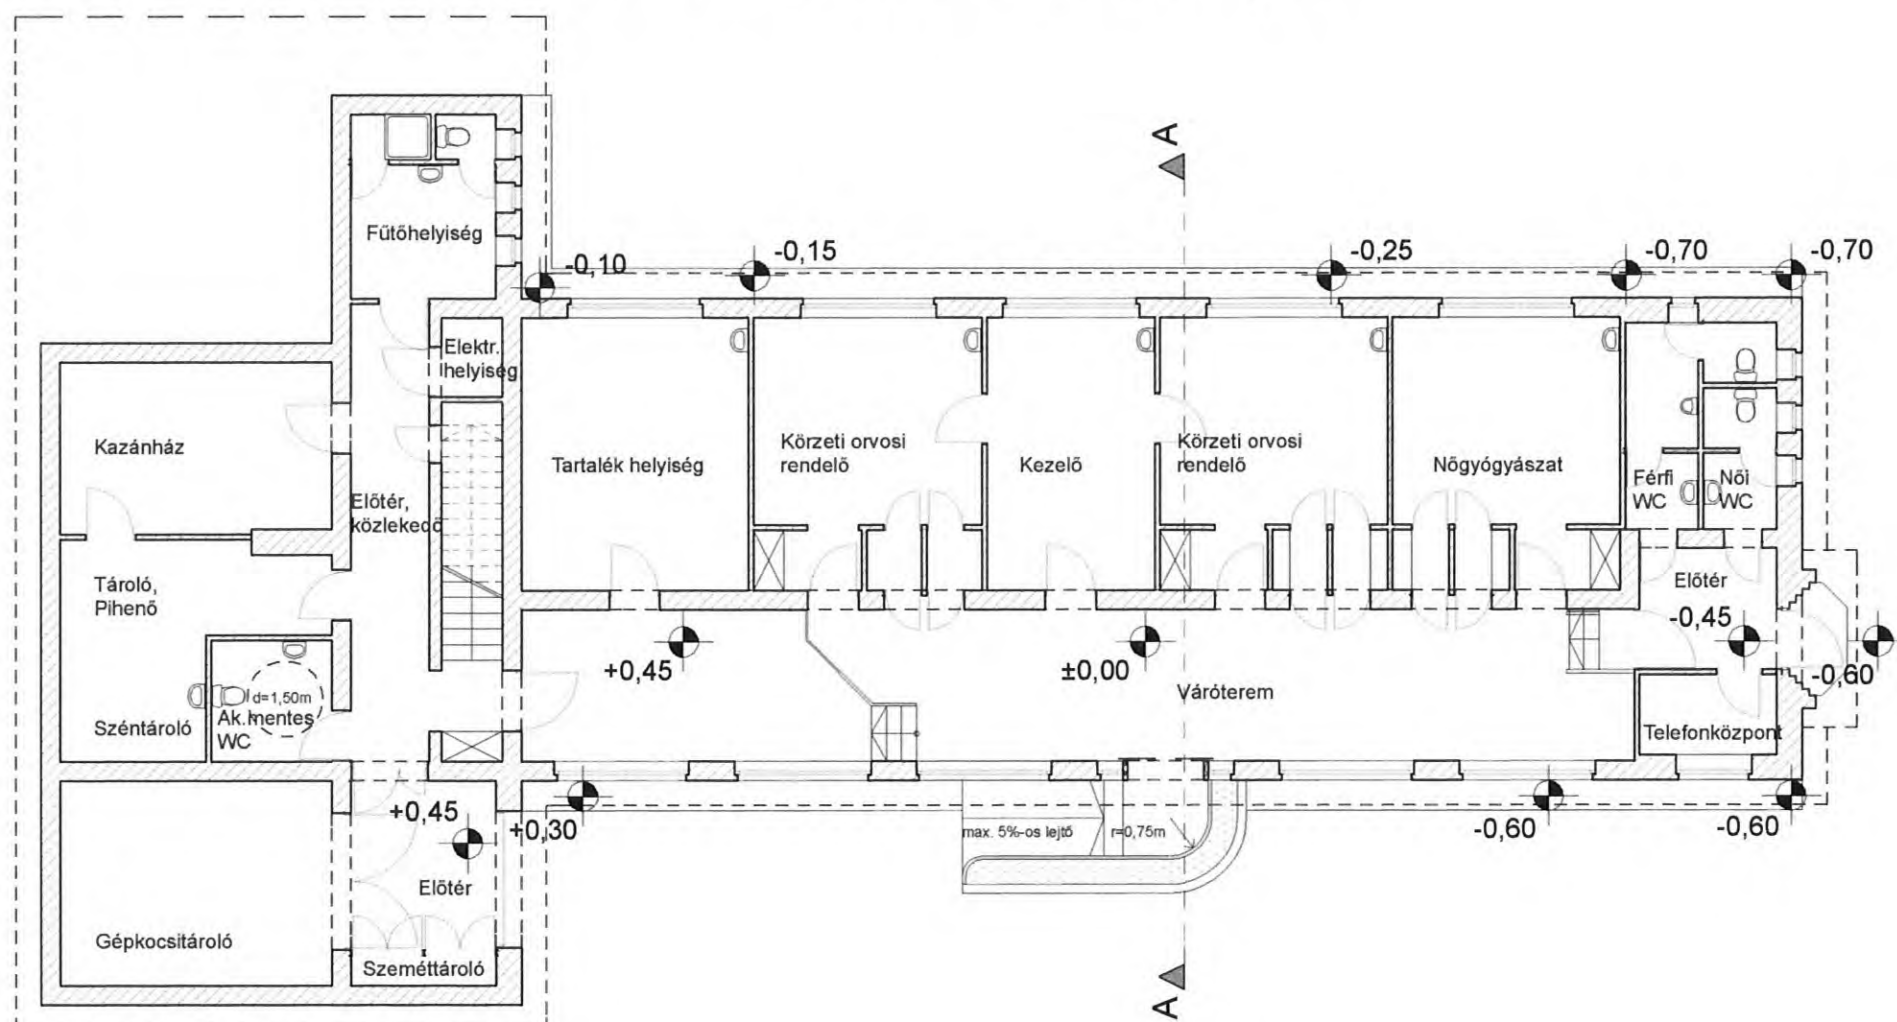 A
-0,10
-0,15
-0,25
-0,70
-0,70
Fűtőhelyiség
Elektr.
helyiség
Kazánház
Előtér,
közlekedő
Tartalék helyiség
Körzeti orvosi
rendelő
Kezelő
Körzeti orvosi
rendelő
Nőgyógyászat
Férfi
WC
Női
WC
Tároló,
Pihenő
Előtér
-0,45
+0,45
±0,00
Váróterem
-0,60
d=1,50m
Ak.mentes
WC
Széntároló
Telefonközpont
+0,45
+0,30
max. 5%-os lejtő
r=0,75m
-0,60
-0,60
Előtér
Gépkocsitároló
Szeméttároló
A